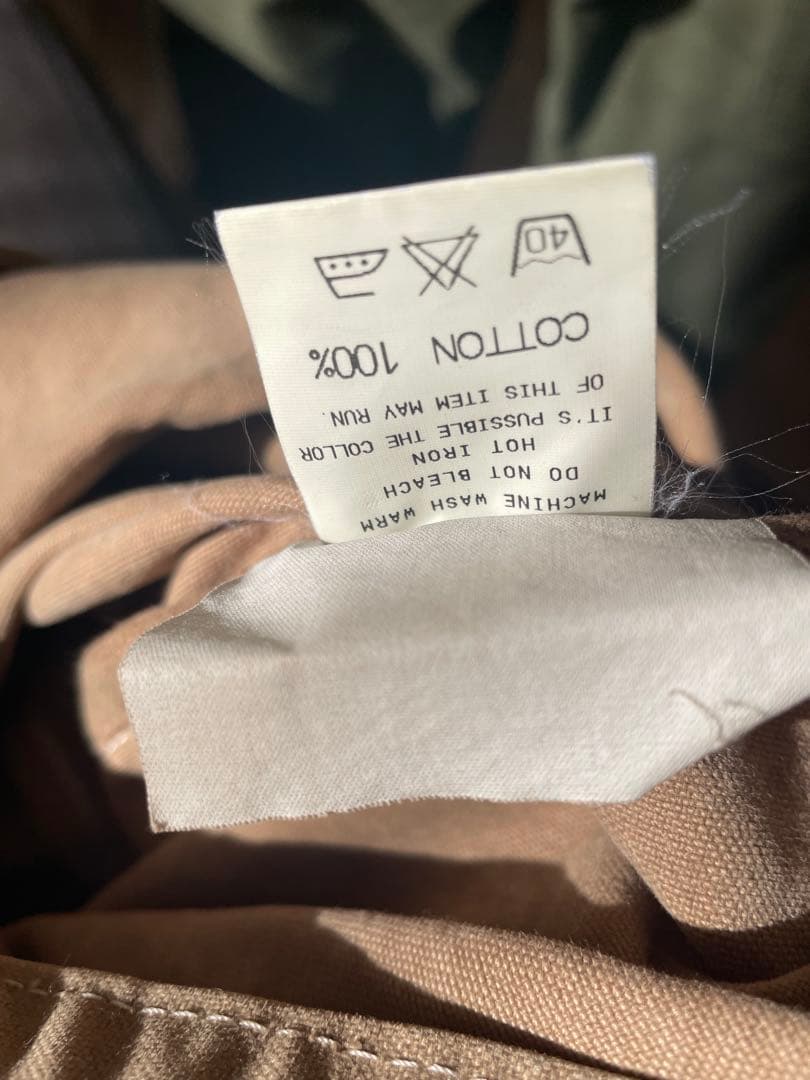 MACHINE WASH WARM
DO NOT BLEACH
HOT IRON
IT'S PUSSIBLE THE COLLOR
OF THIS ITEM MAY RUN.
COTTON 100%
40